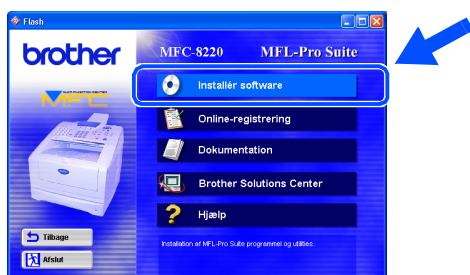 Flash
brother
MFC-8220 MFL-Pro Suite
MFC
Installér software
Online-registrering
Dokumentation
Brother Solutions Center
Hjælp
Tilbage
Afslut
Installation af MFL-Pro Suite programmel og utilities.